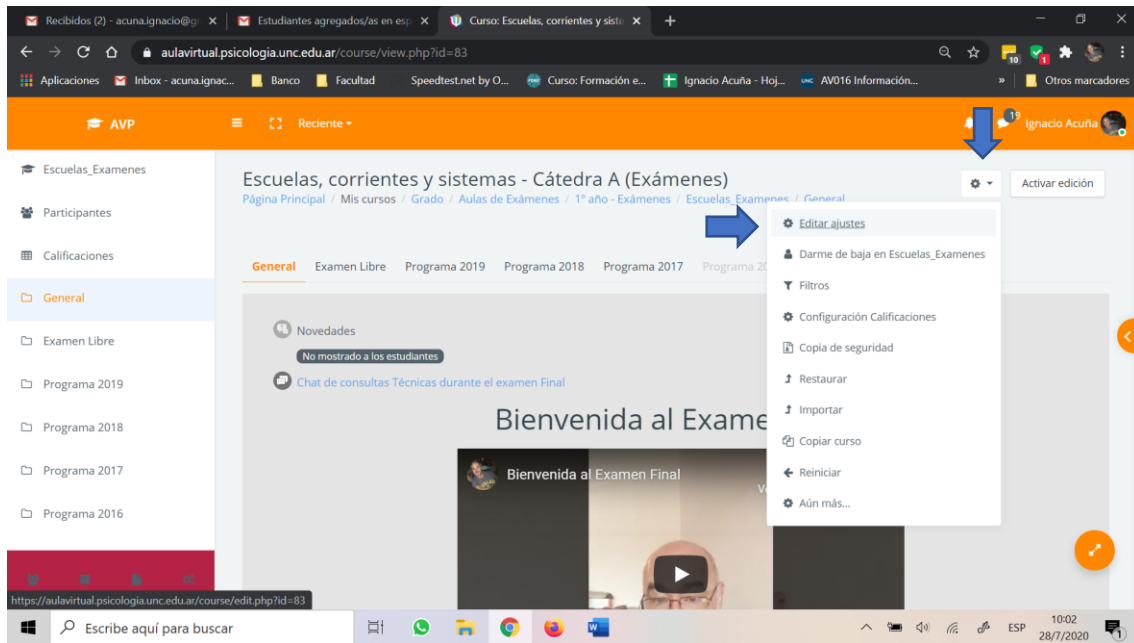 Recibidos (2) - acuna.ignacio@g
Estudiantes agregados/as en esp
Curso: Escuelas, corrientes y siste
aulavirtual.psicologia.unc.edu.ar/course/view.php?id=83
10
1
Aplicaciones
Inbox - acuna.ignac...
Banco
Facultad
Speedtest.net by O...
Curso: Formación e...
Ignacio Acuña - Hoj...
AV016 Información...
»
Otros marcadores
AVP
Reciente
19
Ignacio Acuña
Escuelas_Examenes
Participantes
Calificaciones
General
Examen Libre
Programa 2019
Programa 2018
Programa 2017
Programa 2016
Escuelas, corrientes y sistemas - Cátedra A (Exámenes)
Activar edición
Página Principal / Mis cursos / Grado / Aulas de Exámenes / 1º año - Exámenes / Escuelas_Examenes / General
General Examen Libre Programa 2019 Programa 2018 Programa 2017 Programa 20
Editar ajustes
Darme de baja en Escuelas_Examenes
Filtros
Configuración Calificaciones
Copia de seguridad
Restaurar
Importar
Copiar curso
Reiniciar
Aún más...
Novedades
No mostrado a los estudiantes
Chat de consultas Técnicas durante el examen Final
Bienvenida al Exame
Bienvenida al Examen Final
https://aulavirtual.psicologia.unc.edu.ar/course/edit.php?id=83
Escribe aquí para buscar
ESP
10:02
28/7/2020
1